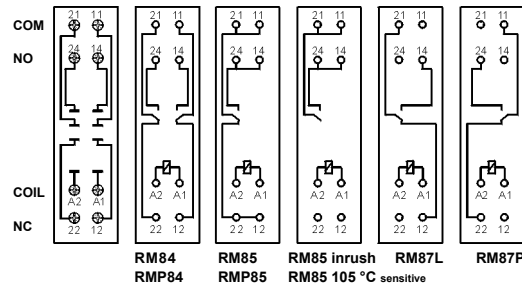 21 11 21 11 21 11 21 11 21 11 21 11
COM
NO
24 14 24 14 24 14 24 14 24 14 24 14
COIL
A2 A1 A2 A1 A2 A1 A2 A1 A2 A1 A2 A1
NC
22 12 22 12 22 12 22 12 22 12 22 12
RM84 RM85 RM85 inrush RM87L RM87P
RMP84 RMP85 RM85 105 °C sensitive